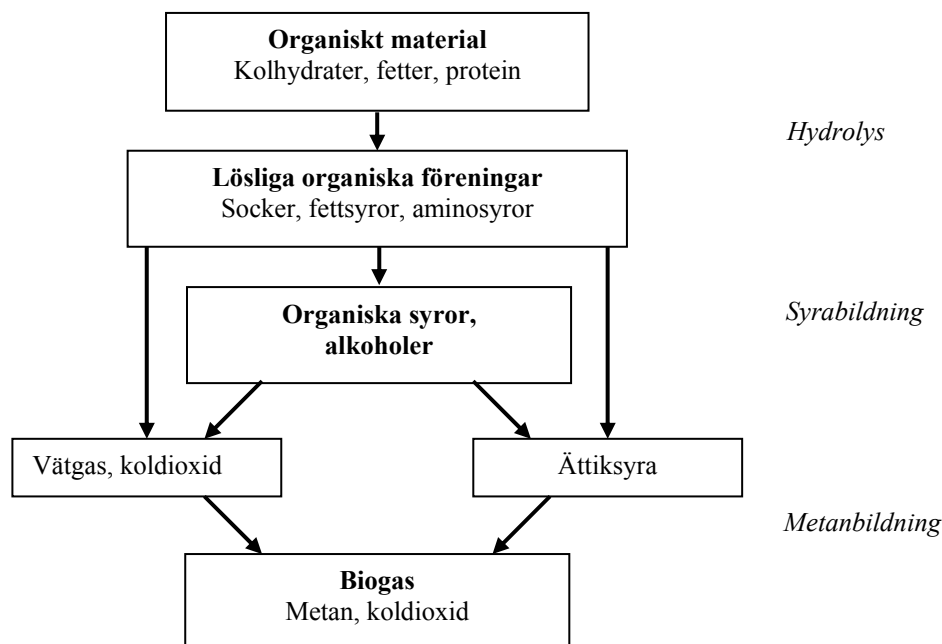 Organiskt material
Kolhydrater, fetter, protein
Hydrolys
Lösliga organiska föreningar
Socker, fettsyror, aminosyror
Organiska syror,
alkoholer
Syrabildning
Vätgas, koldioxid
Ättiksyra
Metanbildning
Biogas
Metan, koldioxid